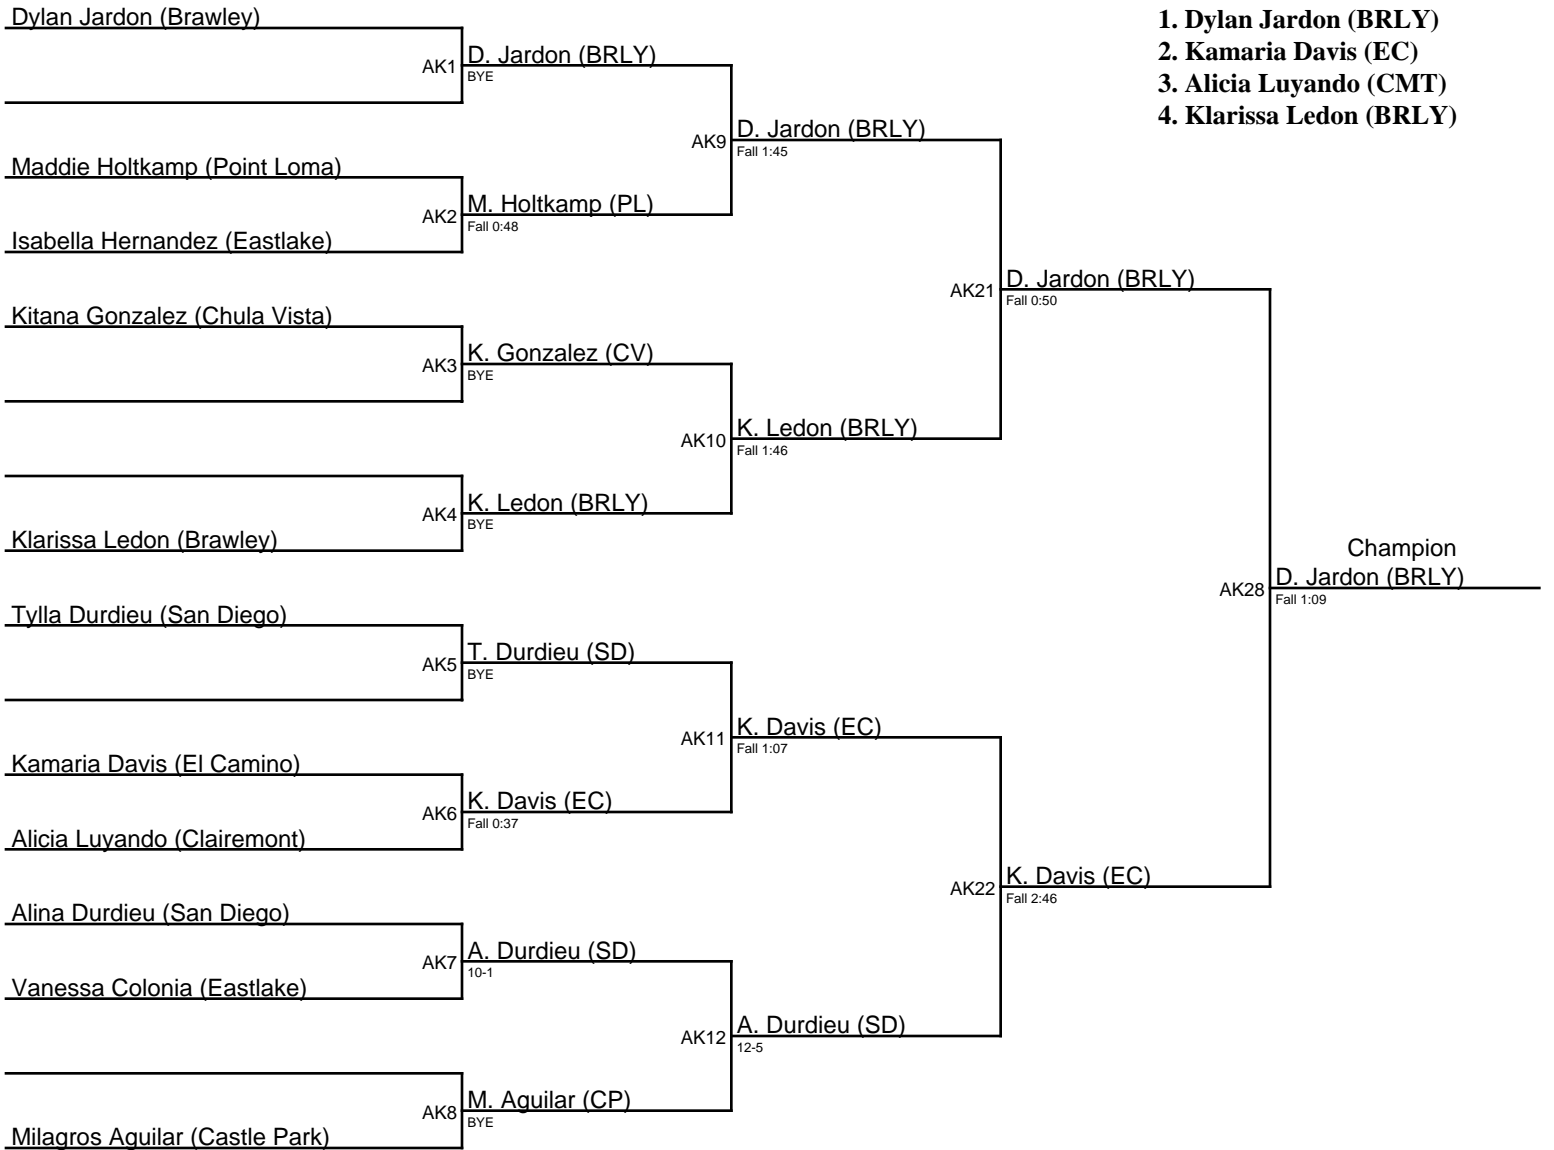 Dylan Jardon (Brawley)
AK1
D. Jardon (BRLY)
BYE
Maddie Holtkamp (Point Loma)
AK2
M. Holtkamp (PL)
Fall 0:48
Isabella Hernandez (Eastlake)
AK9
D. Jardon (BRLY)
Fall 1:45
Kitana Gonzalez (Chula Vista)
AK3
K. Gonzalez (CV)
BYE
AK10
K. Ledon (BRLY)
Fall 1:46
AK4
K. Ledon (BRLY)
BYE
Klarissa Ledon (Brawley)
AK21
D. Jardon (BRLY)
Fall 0:50
Tylla Durdieu (San Diego)
AK5
T. Durdieu (SD)
BYE
AK11
K. Davis (EC)
Fall 1:07
Kamaria Davis (El Camino)
AK6
K. Davis (EC)
Fall 0:37
Alicia Luyando (Clairemont)
Alina Durdieu (San Diego)
AK7
A. Durdieu (SD)
10-1
Vanessa Colonia (Eastlake)
AK12
A. Durdieu (SD)
12-5
AK8
M. Aguilar (CP)
BYE
Milagros Aguilar (Castle Park)
AK22
K. Davis (EC)
Fall 2:46
Champion
AK28
D. Jardon (BRLY)
Fall 1:09
1. Dylan Jardon (BRLY)
2. Kamaria Davis (EC)
3. Alicia Luyando (CMT)
4. Klarissa Ledon (BRLY)